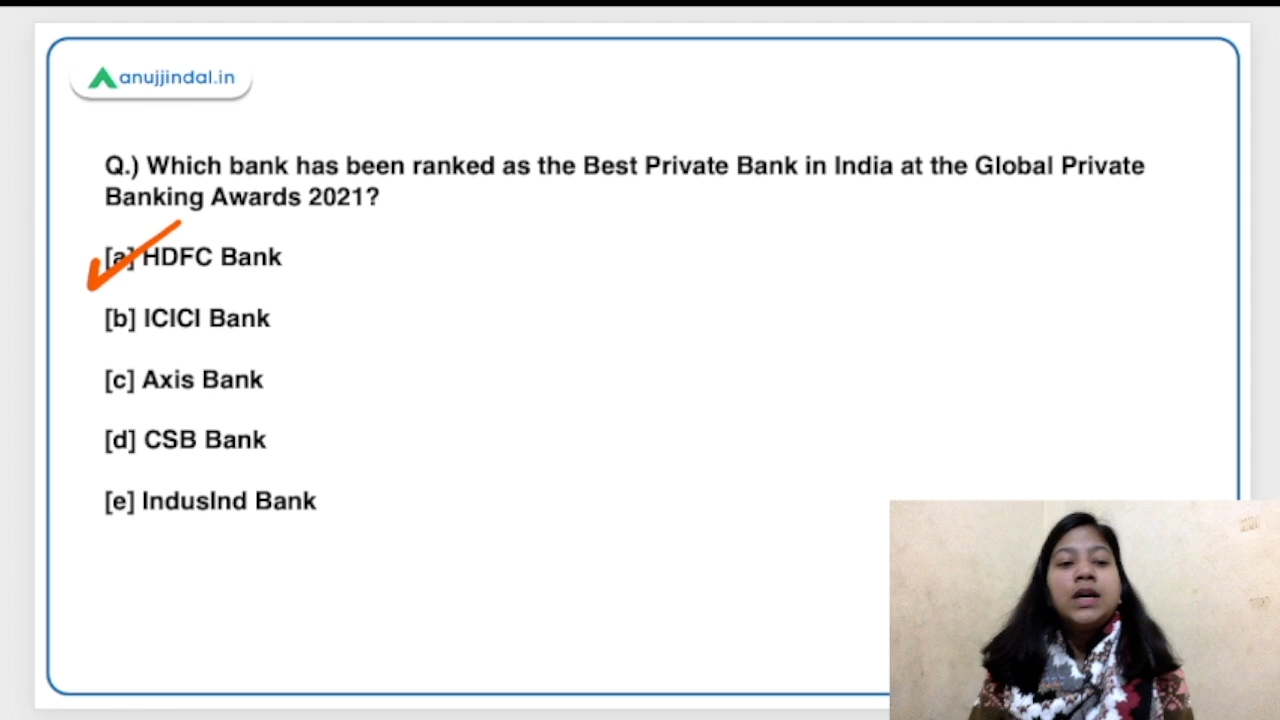 anujjindal.in
Q.) Which bank has been ranked as the Best Private Bank in India at the Global Private
Banking Awards 2021?
[a] HDFC Bank
[b] ICICI Bank
[c] Axis Bank
[d] CSB Bank
[e] IndusInd Bank